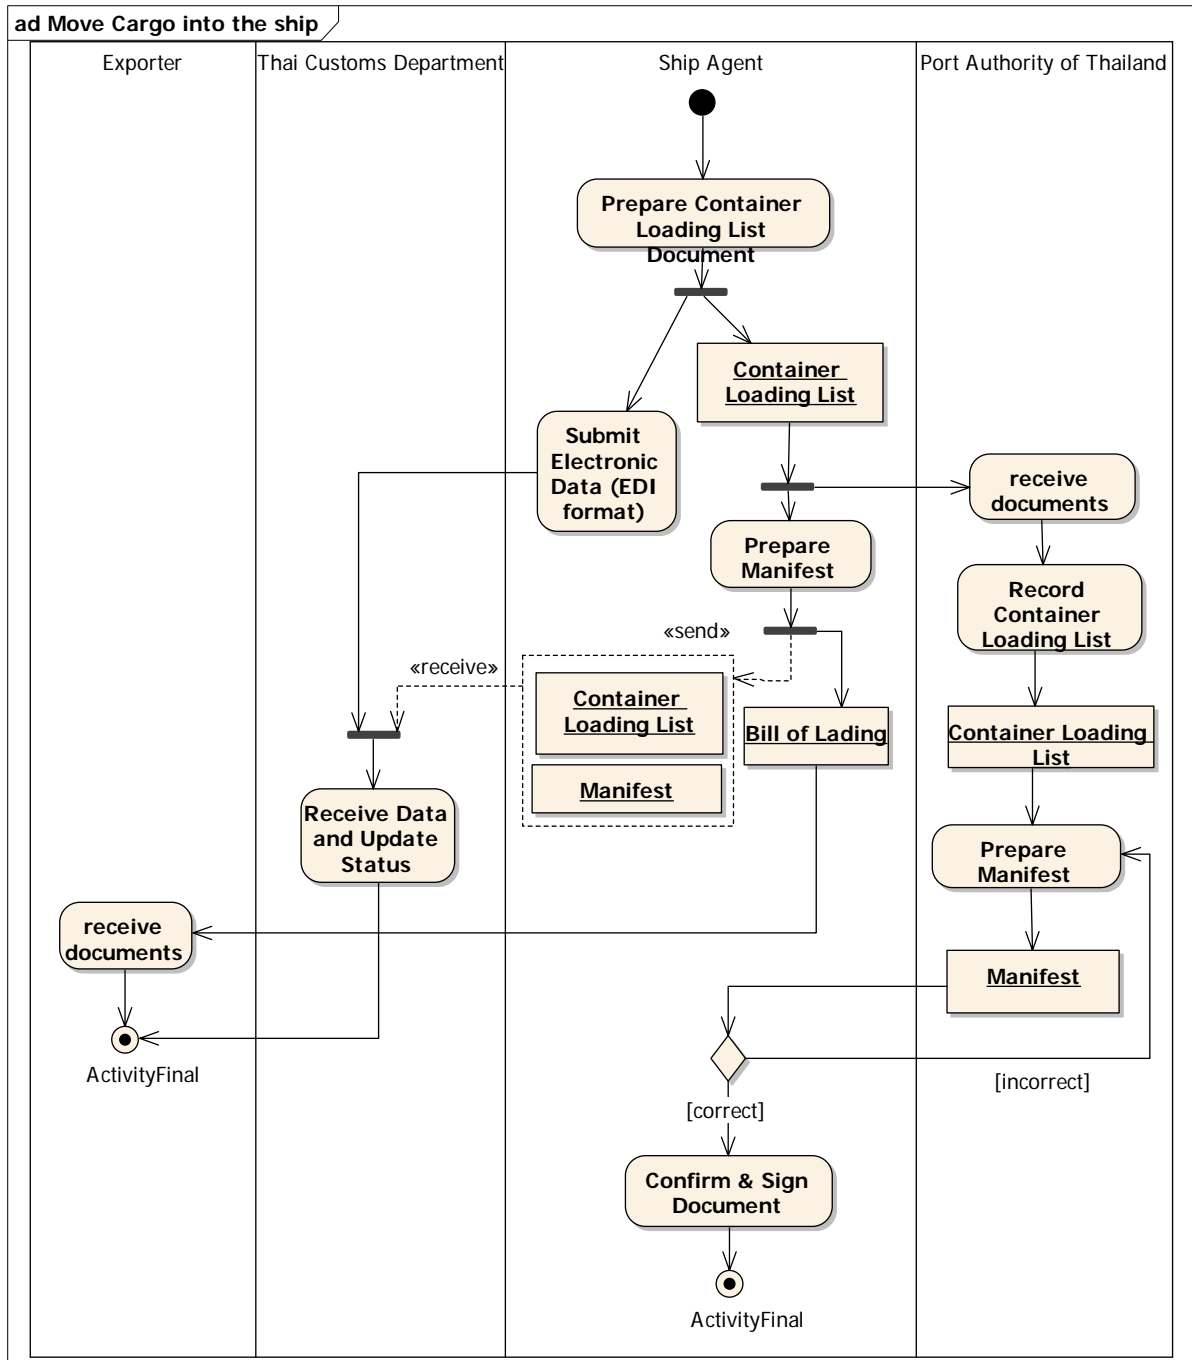 ad Move Cargo into the ship
Exporter
Thai Customs Department
Ship Agent
Port Authority of Thailand
Prepare Container
Loading List
Document
Container
Loading List
Submit
Electronic
Data (EDI
format)
receive
documents
Prepare
Manifest
Record
Container
Loading List
«send»
«receive»
Container
Loading List
Manifest
Bill of Lading
Container Loading
List
Receive Data
and Update
Status
Prepare
Manifest
receive
documents
Manifest
ActivityFinal
[incorrect]
[correct]
Confirm & Sign
Document
ActivityFinal